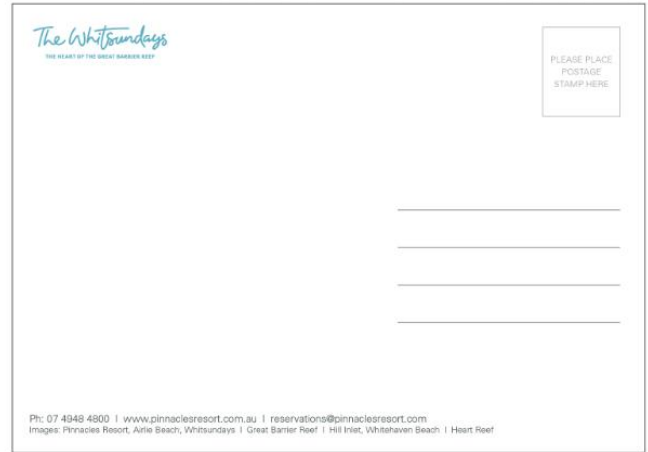 The Whitsundays
THE HEART OF THE GREAT BARRIER REEF
PLEASE PLACE
POSTAGE
STAMP HERE
Ph: 07 4948 4800 I www.pinnaclesresort.com.au I reservations@pinnaclesresort.com
Images: Pinnacles Resort, Airlie Beach, Whitsundays I Great Barrier Reef I Hill Inlet, Whitehaven Beach I Heart Reef